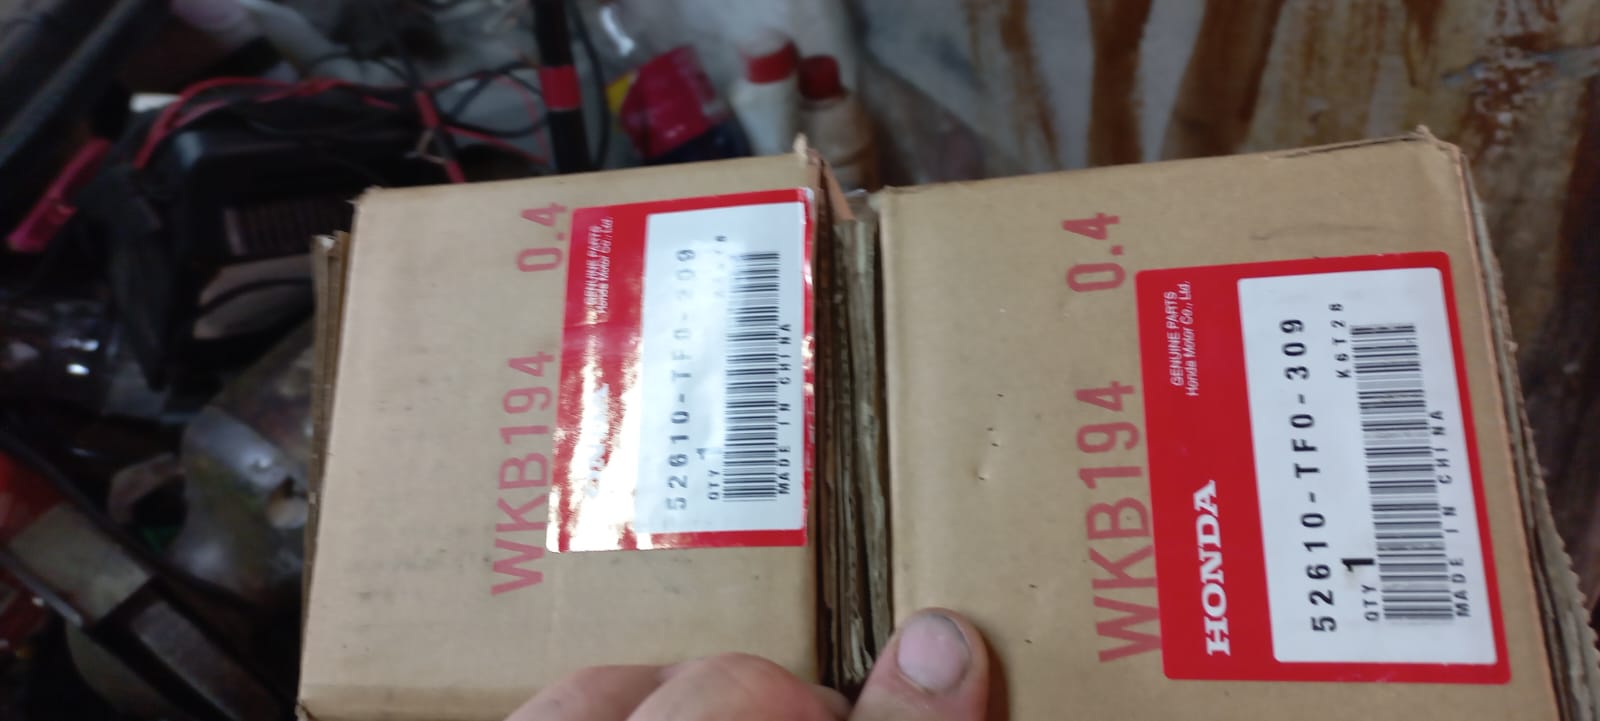 WKB194 0.4
GENUINE PARTS
Honda Motor Co., Ltd.
52610-TF0-209
QTY 1
MADE IN CHINA
WKB194 0.4
HONDA
GENUINE PARTS
Honda Motor Co., Ltd.
52610-TF0-309
K6T28
QTY 1
MADE IN CHINA